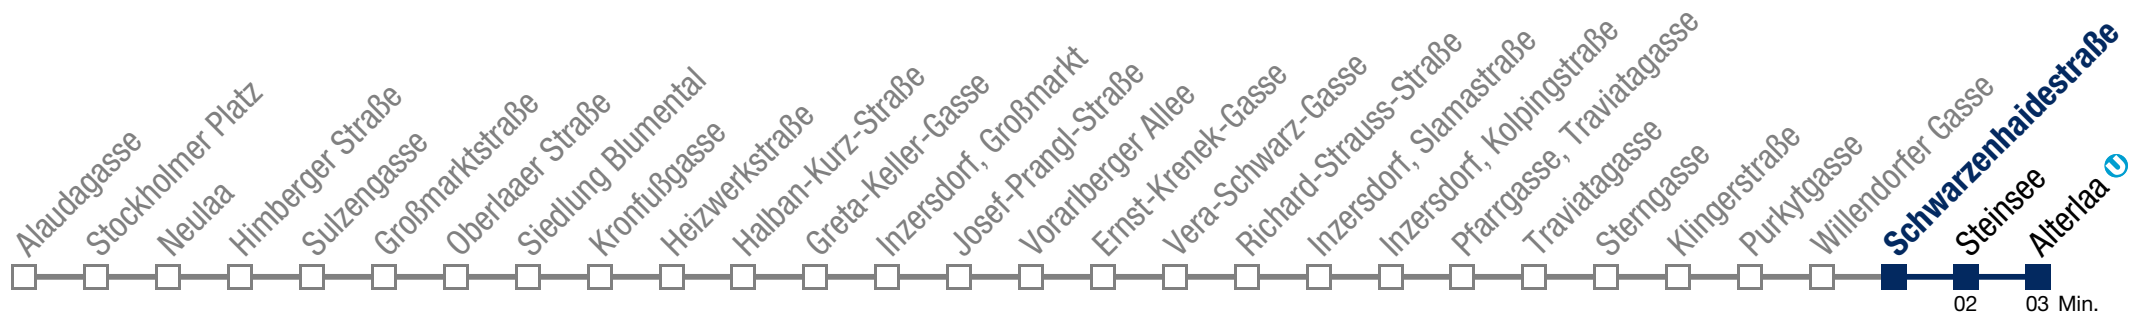 Alaudagasse
Stockholmer Platz
Neulaa
Himberger Straße
Sulzengasse
Großmarktstraße
Oberlaaer Straße
Siedlung Blumental
Kronfußgasse
Heizwerkstraße
Halban-Kurz-Straße
Greta-Keller-Gasse
Inzersdorf, Großmarkt
Josef-Prangl-Straße
Vorarlberger Allee
Ernst-Krenek-Gasse
Vera-Schwarz-Gasse
Richard-Strauss-Straße
Inzersdorf, Slamastraße
Inzersdorf, Kolpingstraße
Pfarrgasse, Traviatagasse
Traviatagasse
Sterngasse
Klingerstraße
Purkytgasse
Willendorfer Gasse
Schwarzenhaidestraße
Steinsee
Alterlaa U
02 03 Min.